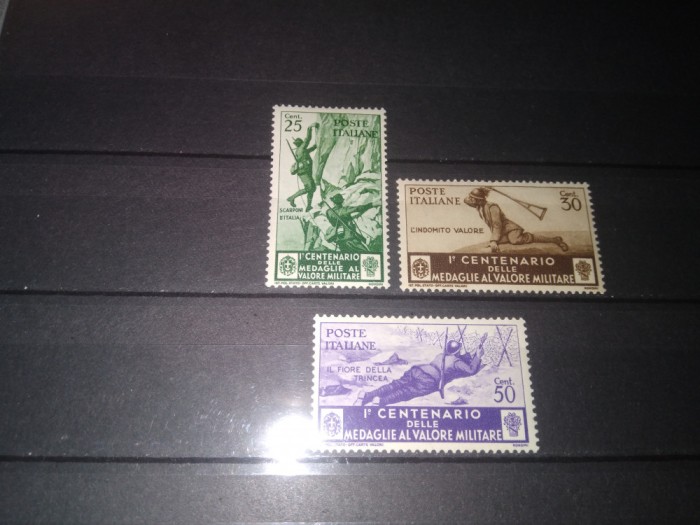 Cent.
25
POSTE
ITALIANE
SCARPONI
D'ITALIA
I° CENTENARIO
DELLE
MEDAGLIE AL
VALORE MILITARE
POSTE
ITALIANE
Cent.
30
L'INDOMITO VALORE
I° CENTENARIO
DELLE
MEDAGLIE AL VALORE MILITARE
POSTE
ITALIANE
IL FIORE DELLA
TRINCEA
Cent.
50
I° CENTENARIO
DELLE
MEDAGLIE AL VALORE MILITARE